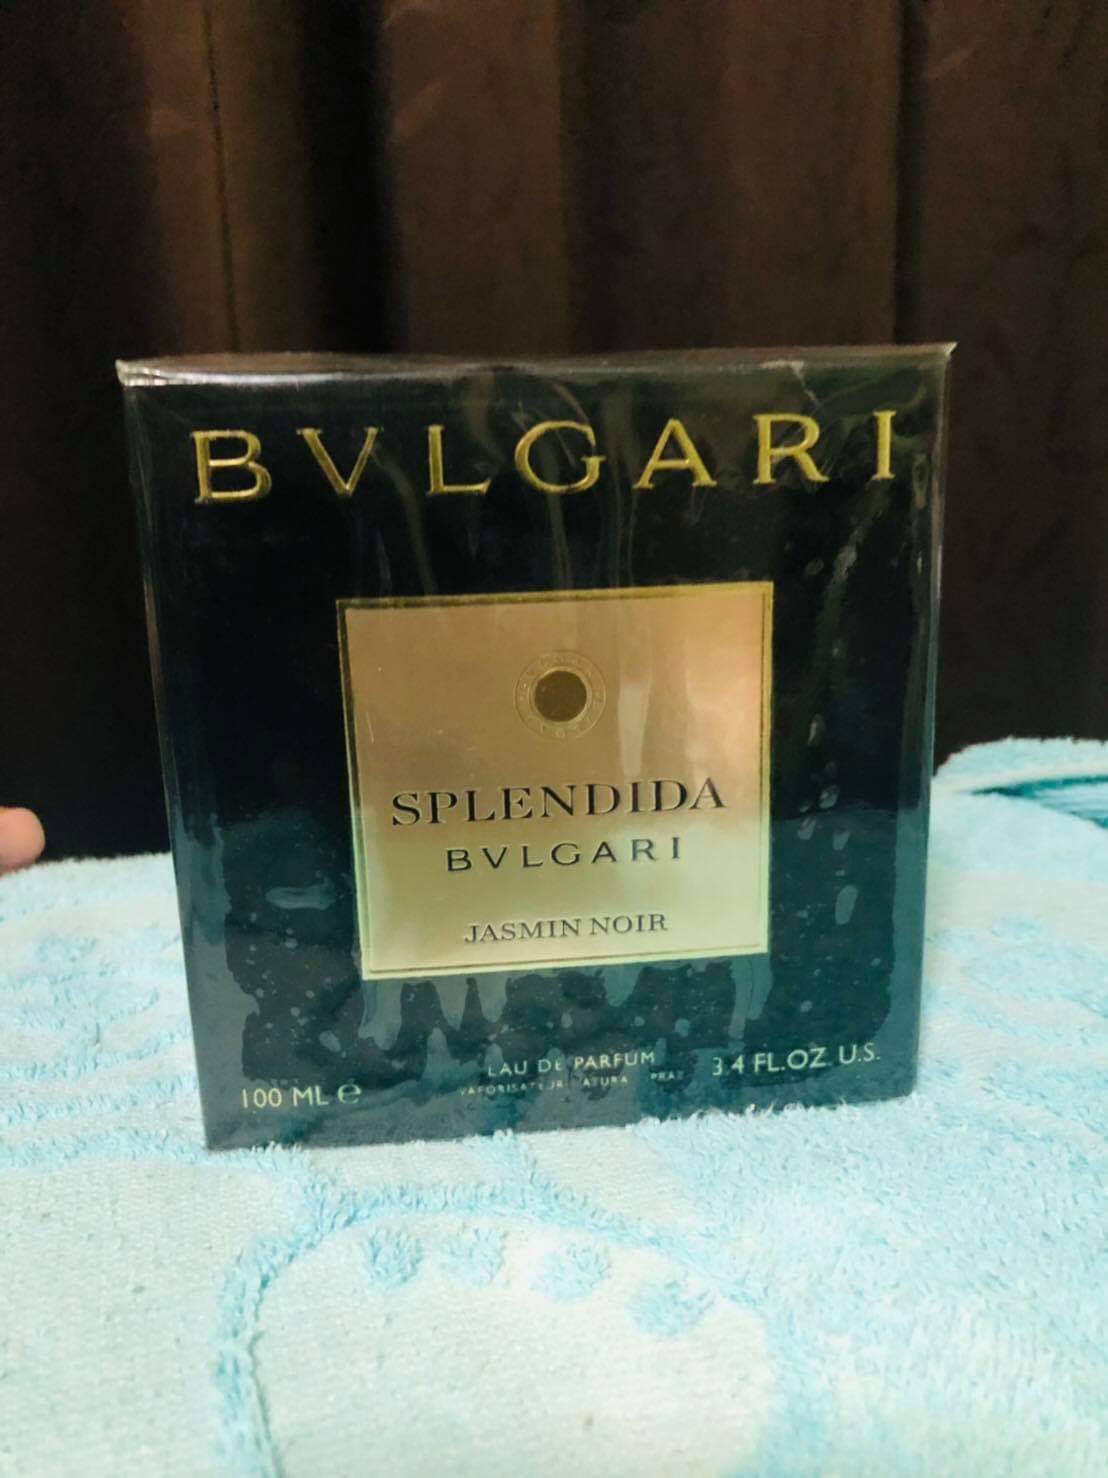 BVLGARI
SPLENDIDA
BVLGARI
JASMIN NOIR
EAU DE PARFUM
100 ML e
3.4 FL.OZ. U.S.